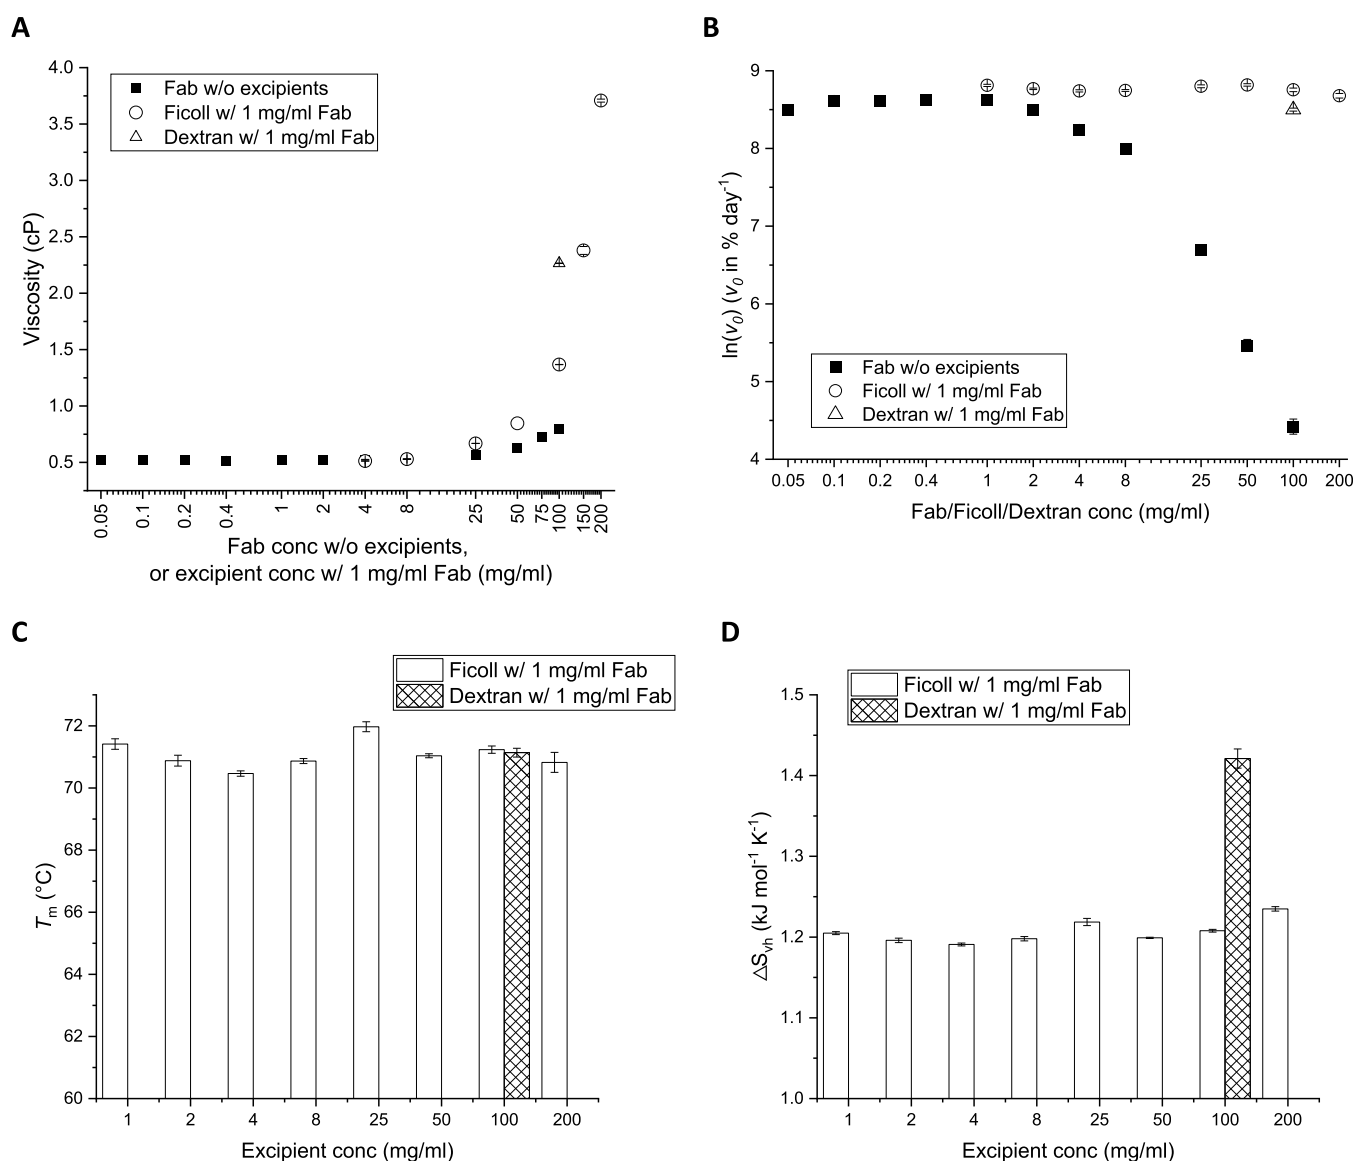 A
4.0
3.5
3.0
2.5
2.0
1.5
1.0
0.5
Viscosity (cP)
Fab w/o excipients
Ficoll w/ 1 mg/ml Fab
Dextran w/ 1 mg/ml Fab
0.05 0.1 0.2 0.4 1 2 4 8 25 50 75 100 150 200
Fab conc w/o excipients,
or excipient conc w/ 1 mg/ml Fab (mg/ml)
B
9
8
7
6
5
4
ln(v0) (v0 in % day-1)
Fab w/o excipients
Ficoll w/ 1 mg/ml Fab
Dextran w/ 1 mg/ml Fab
0.05 0.1 0.2 0.4 1 2 4 8 25 50 100 200
Fab/Ficoll/Dextran conc (mg/ml)
C
Ficoll w/ 1 mg/ml Fab
Dextran w/ 1 mg/ml Fab
72
70
68
66
64
62
60
Tm (°C)
1 2 4 8 25 50 100 200
Excipient conc (mg/ml)
D
Ficoll w/ 1 mg/ml Fab
Dextran w/ 1 mg/ml Fab
1.5
1.4
1.3
1.2
1.1
1.0
△Svh (kJ mol-1 K-1)
1 2 4 8 25 50 100 200
Excipient conc (mg/ml)